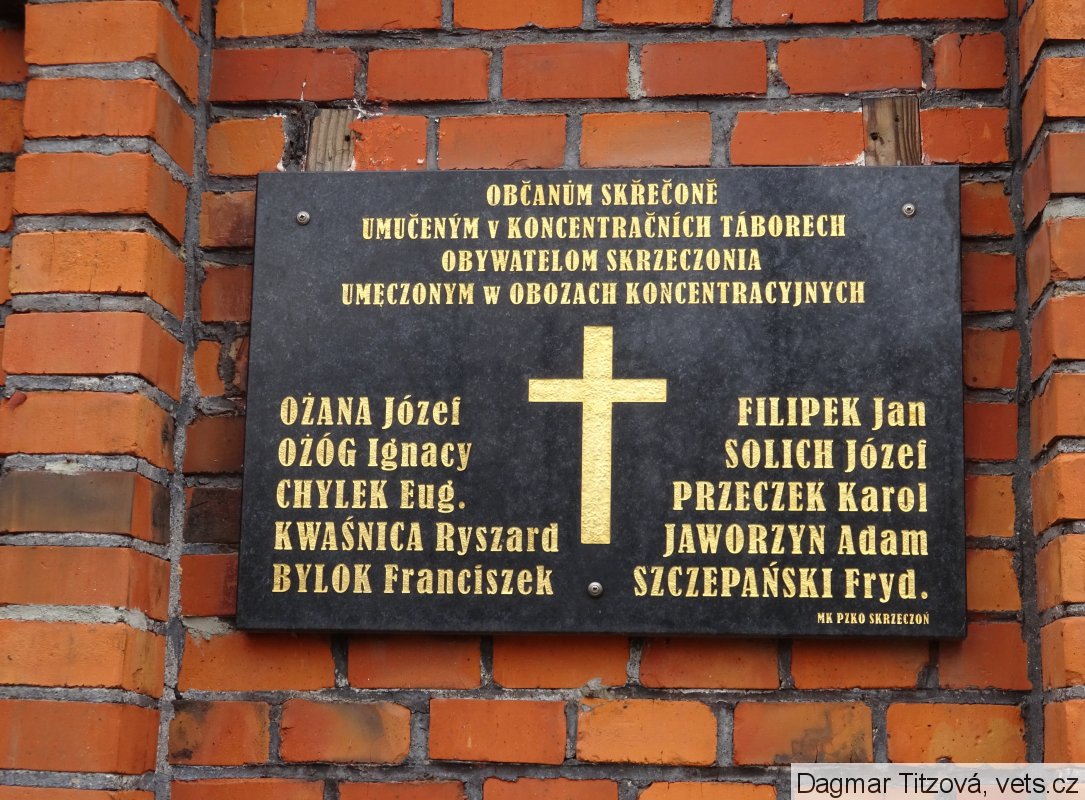 OBČANŮM SKŘEČONĚ
UMUČENÝM v KONCENTRAČNÍCH TÁBORECH
OBYWATELOM SKRZECZONIA
UMĘCZONYM w OBOZACH KONCENTRACYJNYCH
OŻANA Józef
OŻÓG Ignacy
CHYLEK Eug.
KWAŚNICA Ryszard
BYLOK Franciszek
FILIPEK Jan
SOLICH Józef
PRZECZEK Karol
JAWORZYN Adam
SZCZEPAŃSKI Fryd.
MK PZKO SKRZECZOŃ
Dagmar Titzová, vets.cz